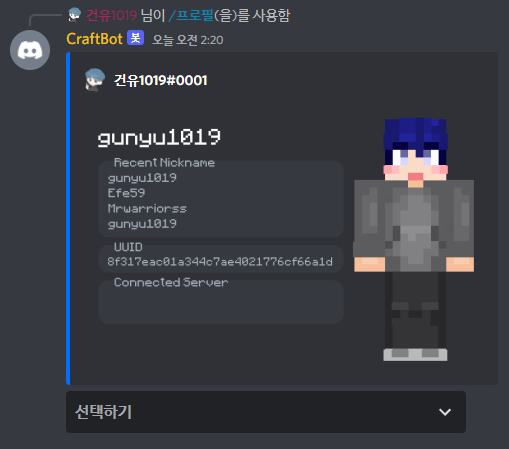 건유1019 님이 /프로필(을)를 사용함
CraftBot 봇 오늘 오전 2:20
건유1019#0001
gunyu1019
Recent Nickname
gunyu1019
Efe59
Mrwarriorss
gunyu1019
UUID
8f317eac01a344c7ae4021776cf66a1d
Connected Server
선택하기